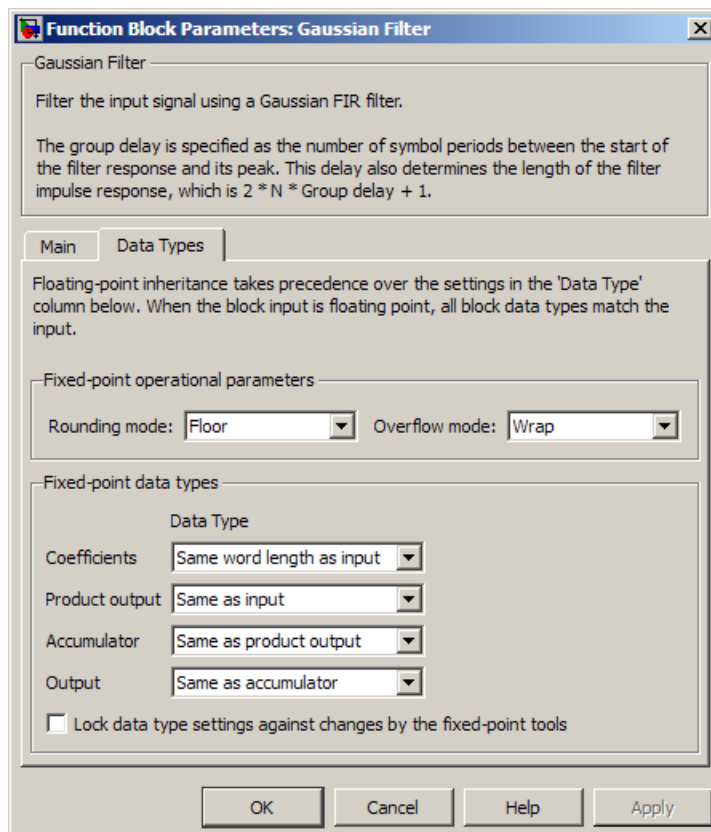 Function Block Parameters: Gaussian Filter
Gaussian Filter
Filter the input signal using a Gaussian FIR filter.
The group delay is specified as the number of symbol periods between the start of
the filter response and its peak. This delay also determines the length of the filter
impulse response, which is 2 * N * Group delay + 1.
Main Data Types
Floating-point inheritance takes precedence over the settings in the 'Data Type'
column below. When the block input is floating point, all block data types match the
input.
Fixed-point operational parameters
Rounding mode: Floor Overflow mode: Wrap
Fixed-point data types
Data Type
Coefficients Same word length as input
Product output Same as input
Accumulator Same as product output
Output Same as accumulator
Lock data type settings against changes by the fixed-point tools
OK Cancel Help Apply